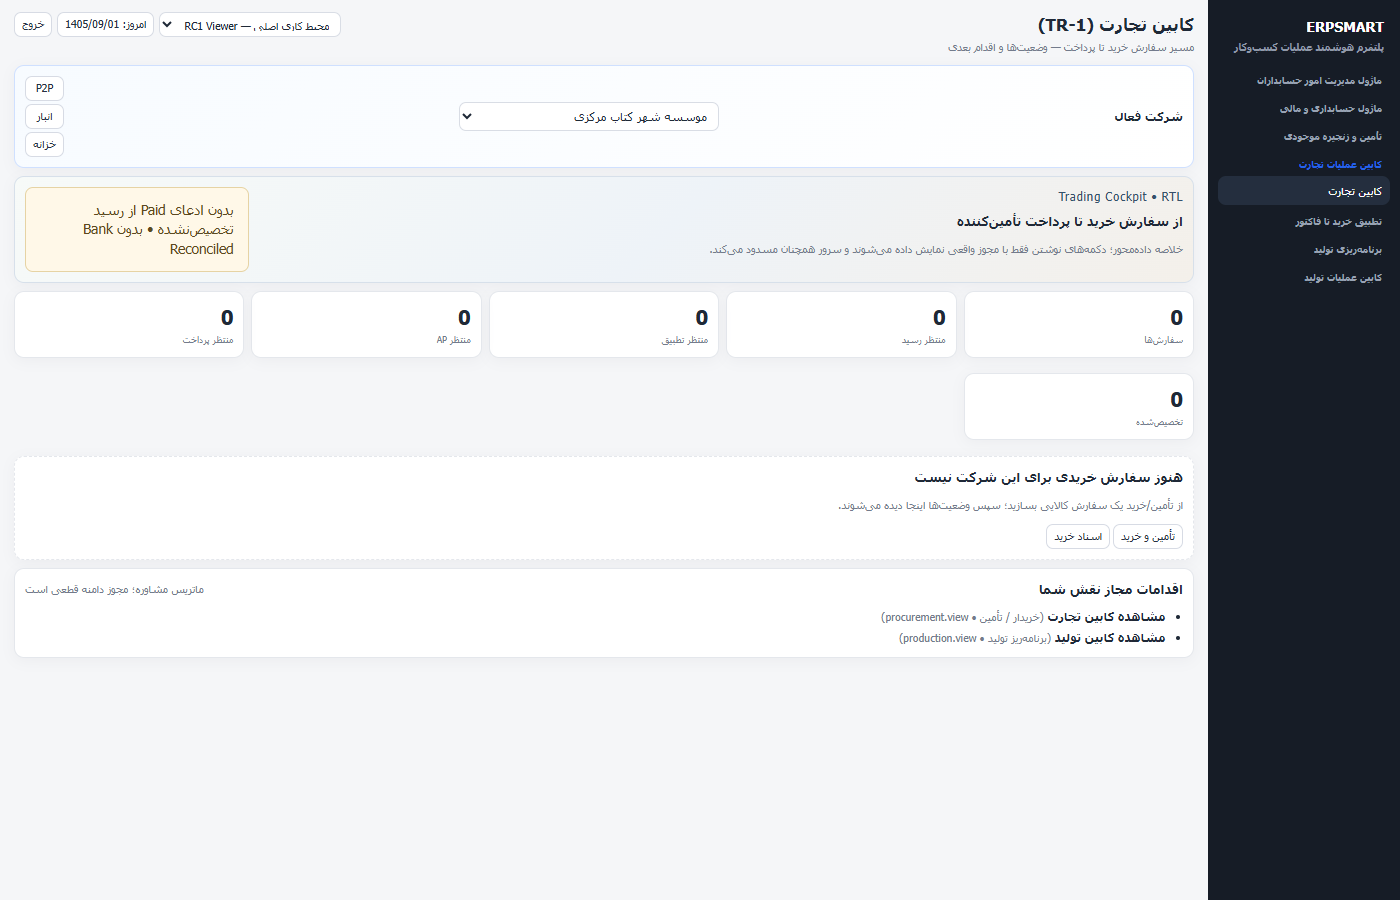 ERPSMART
پلتفرم هوشمند عملیات کسب‌وکار
ماژول مدیریت امور حسابداران
ماژول حسابداری و مالی
تأمین و زنجیره موجودی
کابین عملیات تجارت
کابین تجارت
تطبیق خرید تا فاکتور
برنامه‌ریزی تولید
کابین عملیات تولید
کابین تجارت (TR-1)
مسیر سفارش خرید تا پرداخت — وضعیت‌ها و اقدام بعدی
محیط کاری اصلی — RC1 Viewer
امروز: 1405/09/01
خروج
شرکت فعال
موسسه شهر کتاب مرکزی
P2P
انبار
خزانه
Trading Cockpit • RTL
از سفارش خرید تا پرداخت تأمین‌کننده
خلاصه داده‌محور؛ دکمه‌های نوشتن فقط با مجوز واقعی نمایش داده می‌شوند و سرور همچنان مسدود می‌کند.
بدون ادعای Paid از رسید
تخصیص‌نشده • بدون Bank
Reconciled
0
سفارش‌ها
0
منتظر رسید
0
منتظر تطبیق
0
منتظر AP
0
منتظر پرداخت
0
تخصیص‌شده
هنوز سفارش خریدی برای این شرکت نیست
از تأمین/خرید یک سفارش کالایی بسازید؛ سپس وضعیت‌ها اینجا دیده می‌شوند.
تأمین و خرید
اسناد خرید
اقدامات مجاز نقش شما
ماتریس مشاوره؛ مجوز دامنه قطعی است
• مشاهده کابین تجارت (خریدار / تأمین • procurement.view)
• مشاهده کابین تولید (برنامه‌ریز تولید • production.view)